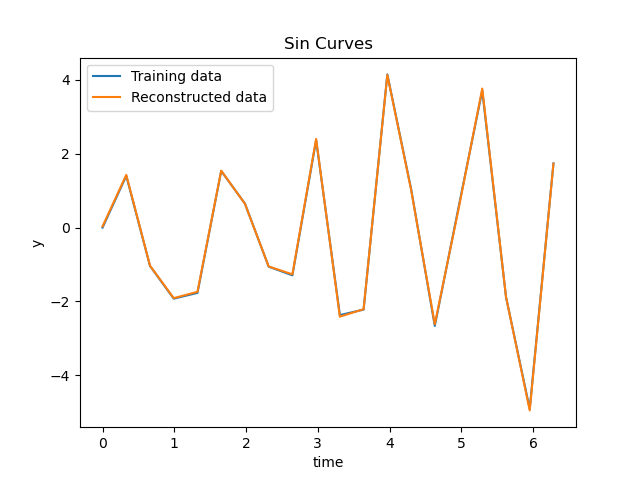 Sin Curves
Training data
Reconstructed data
4
2
0
−2
−4
y
0 1 2 3 4 5 6
time